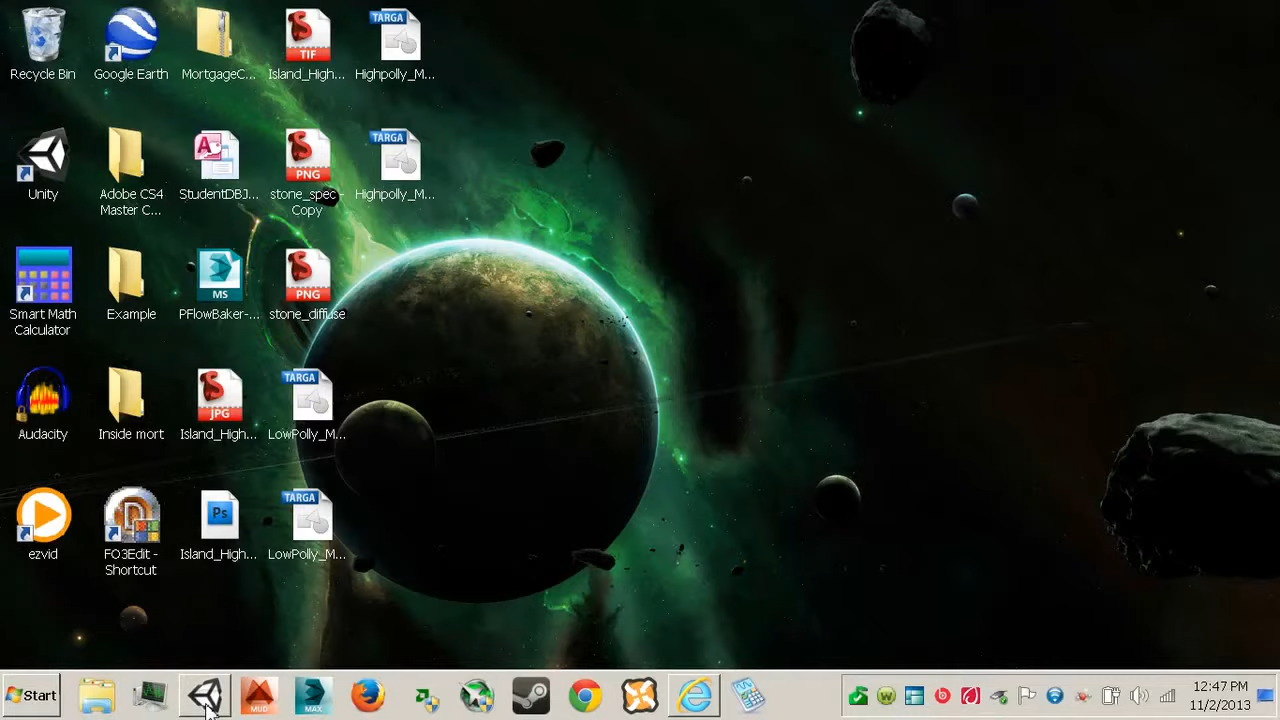 Recycle Bin
Google Earth
MortgageC...
TIF
Island_High...
TARGA
Highpolly_M...
Unity
Adobe CS4
Master C...
A
StudentDBJ...
PNG
stone_spec -
Copy
TARGA
Highpolly_M...
Smart Math
Calculator
Example
MS
PFlowBaker-...
PNG
stone_diffuse
Audacity
Inside mort
JPG
Island_High...
TARGA
LowPolly_M...
ezvid
FO3Edit -
Shortcut
Ps
Island_High...
TARGA
LowPolly_M...
Start
MUD
MAX
12:47 PM
11/2/2013